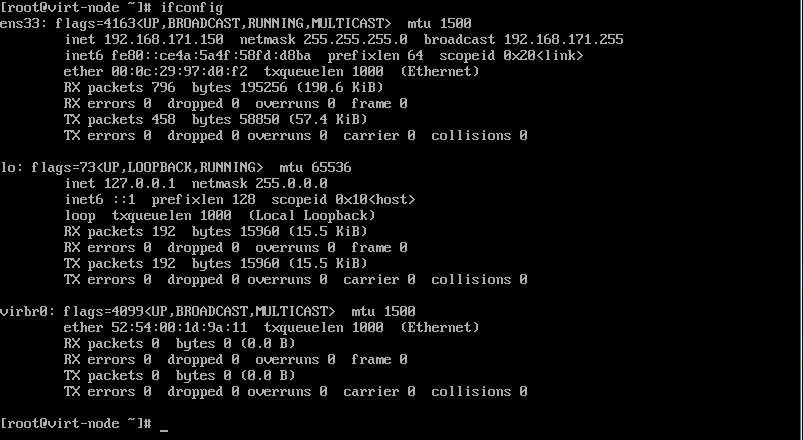 [root@virt-node ~]# ifconfig
ens33: flags=4163<UP,BROADCAST,RUNNING,MULTICAST>  mtu 1500
        inet 192.168.171.150  netmask 255.255.255.0  broadcast 192.168.171.255
        inet6 fe80::ce4a:5a4f:58fd:d8ba  prefixlen 64  scopeid 0x20<link>
        ether 00:0c:29:97:d0:f2  txqueuelen 1000  (Ethernet)
        RX packets 796  bytes 195256 (190.6 KiB)
        RX errors 0  dropped 0  overruns 0  frame 0
        TX packets 458  bytes 58850 (57.4 KiB)
        TX errors 0  dropped 0 overruns 0  carrier 0  collisions 0

lo: flags=73<UP,LOOPBACK,RUNNING>  mtu 65536
        inet 127.0.0.1  netmask 255.0.0.0
        inet6 ::1  prefixlen 128  scopeid 0x10<host>
        loop  txqueuelen 1000  (Local Loopback)
        RX packets 192  bytes 15960 (15.5 KiB)
        RX errors 0  dropped 0  overruns 0  frame 0
        TX packets 192  bytes 15960 (15.5 KiB)
        TX errors 0  dropped 0 overruns 0  carrier 0  collisions 0

virbr0: flags=4099<UP,BROADCAST,MULTICAST>  mtu 1500
        ether 52:54:00:1d:9a:11  txqueuelen 1000  (Ethernet)
        RX packets 0  bytes 0 (0.0 B)
        RX errors 0  dropped 0  overruns 0  frame 0
        TX packets 0  bytes 0 (0.0 B)
        TX errors 0  dropped 0 overruns 0  carrier 0  collisions 0

[root@virt-node ~]# _